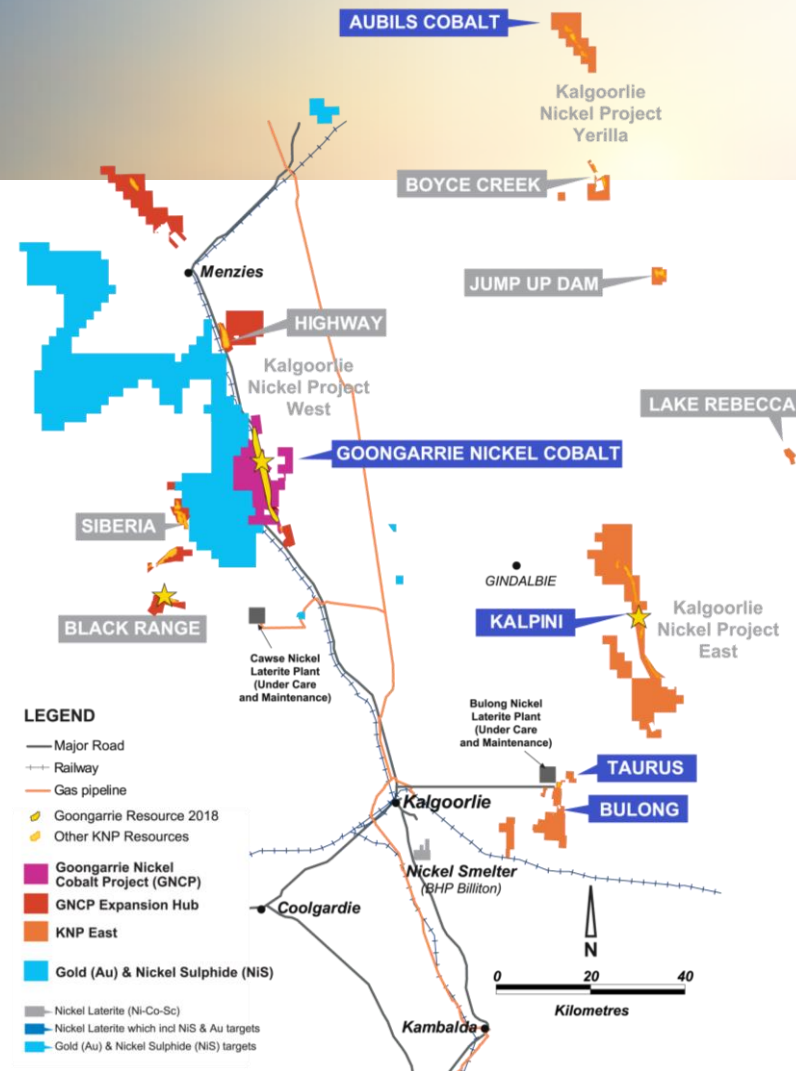 AUBILS COBALT
Kalgoorlie
Nickel Project
Yerilla
BOYCE CREEK
Menzies
JUMP UP DAM
HIGHWAY
Kalgoorlie
Nickel Project
West
LAKE REBECCA
GOONGARRIE NICKEL COBALT
SIBERIA
GINDALBIE
BLACK RANGE
KALPINI
Kalgoorlie
Nickel Project
East
Cawse Nickel
Laterite Plant
(Under Care
and Maintenance)
Bulong Nickel
Laterite Plant
(Under Care
and Maintenance)
TAURUS
BULONG
Kalgoorlie
Nickel Smelter
(BHP Billiton)
Coolgardie
Kambalda
N
0 20 40
Kilometres
LEGEND
Major Road
Railway
Gas pipeline
Goongarrie Resource 2018
Other KNP Resources
Goongarrie Nickel
Cobalt Project (GNCP)
GNCP Expansion Hub
KNP East
Gold (Au) & Nickel Sulphide (NiS)
Nickel Laterite (Ni-Co-Sc)
Nickel Laterite which incl NiS & Au targets
Gold (Au) & Nickel Sulphide (NiS) targets